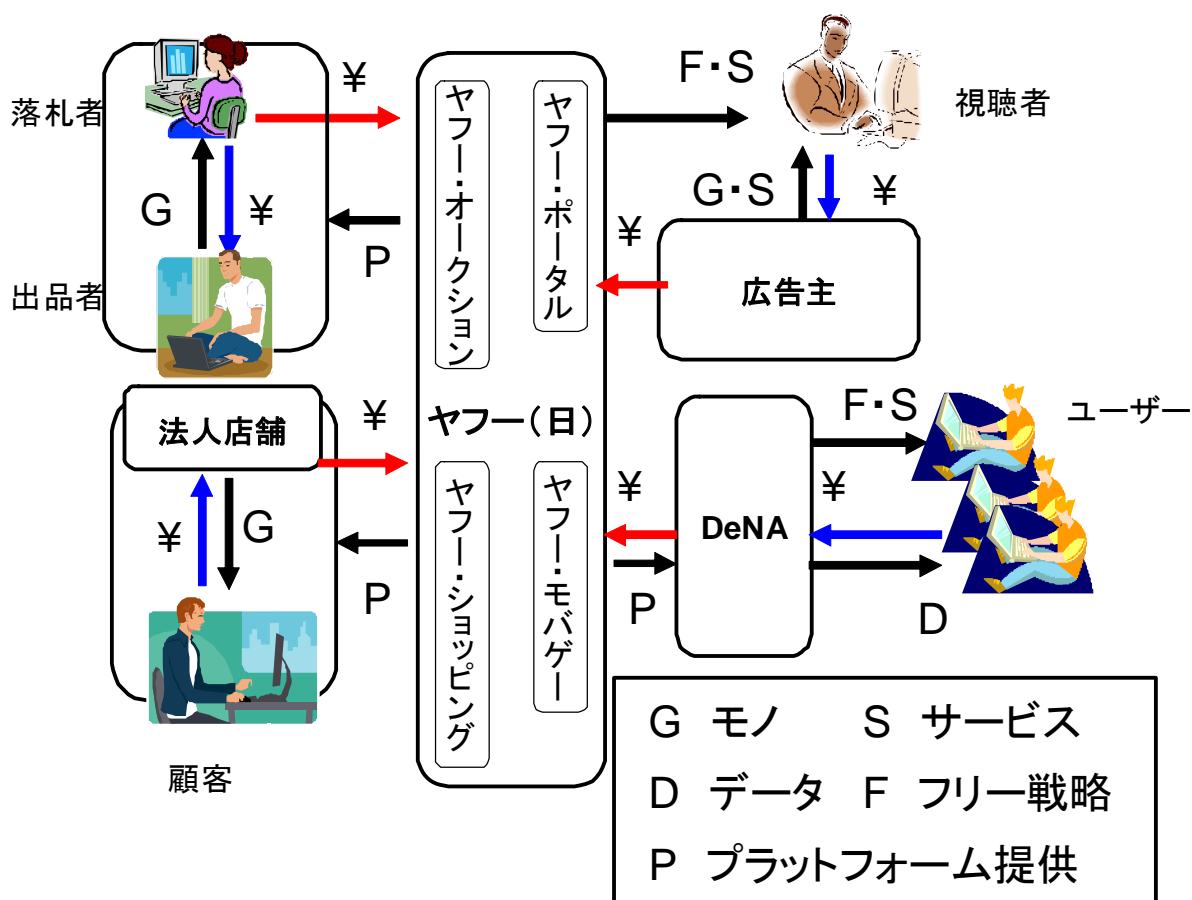 落札者
¥
G
¥
出品者
P
ヤフー・オークション
ヤフー・ポータル
F・S
視聴者
G・S
¥
¥
広告主
法人店舗
¥
¥
G
P
顧客
ヤフー(日)
ヤフー・ショッピング
ヤフー・モバゲー
¥
P
DeNA
F・S
¥
D
ユーザー
G モノ S サービス
D データ F フリー戦略
P プラットフォーム提供